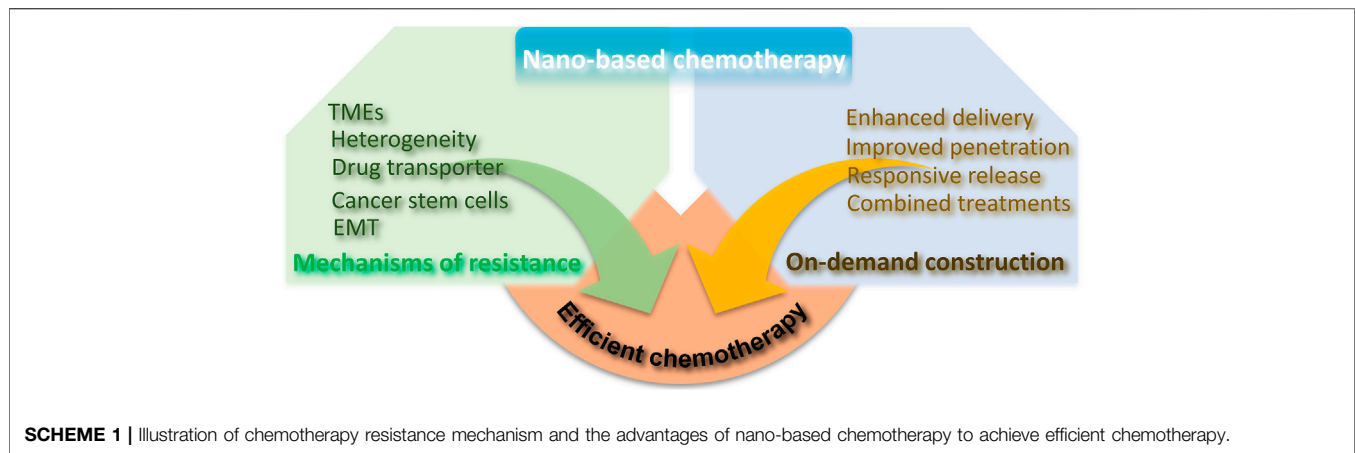 Nano-based chemotherapy
TMEs
Heterogeneity
Drug transporter
Cancer stem cells
EMT
Mechanisms of resistance
Enhanced delivery
Improved penetration
Responsive release
Combined treatments
On-demand construction
Efficient chemotherapy
SCHEME 1 | Illustration of chemotherapy resistance mechanism and the advantages of nano-based chemotherapy to achieve efficient chemotherapy.